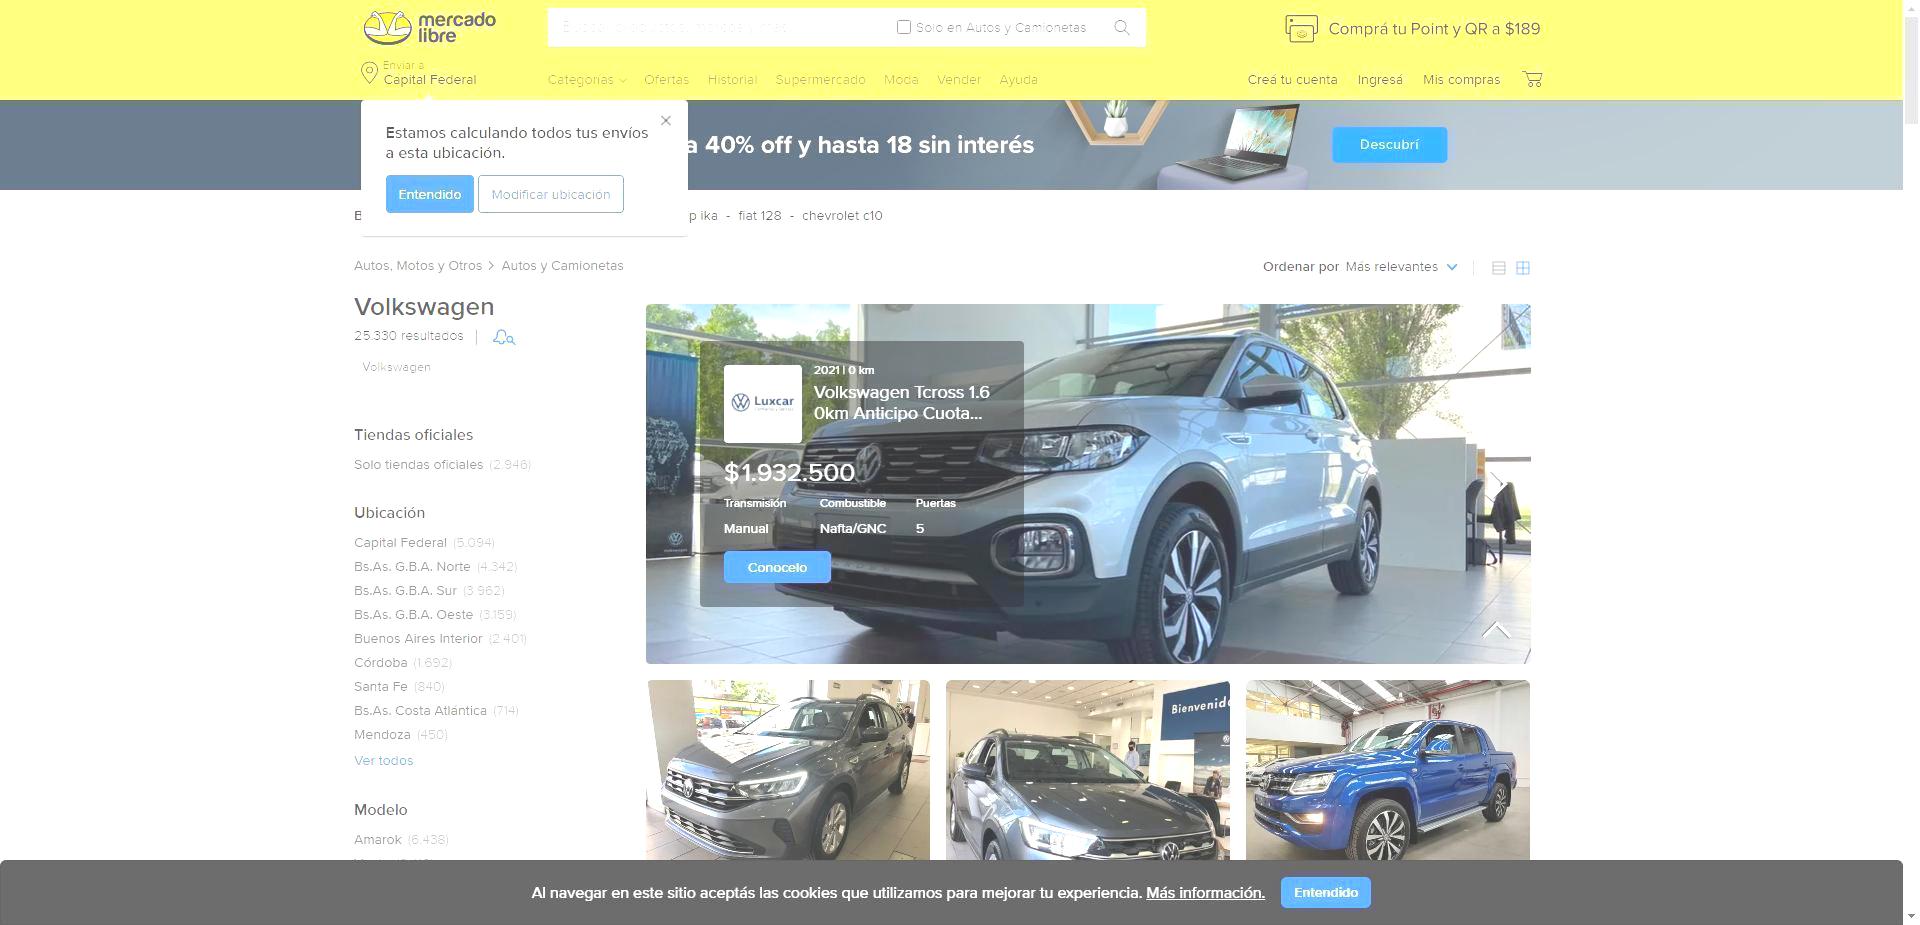 mercado
libre
Solo en Autos y Camionetas
Comprá tu Point y QR a $189
Enviar a
Capital Federal
Categorías
Ofertas
Historial
Supermercado
Moda
Vender
Ayuda
Creá tu cuenta
Ingresá
Mis compras
Estamos calculando todos tus envíos
a esta ubicación.
Entendido
Modificar ubicación
a 40% off y hasta 18 sin interés
Descubrí
B
p ika - fiat 128 - chevrolet c10
Autos, Motos y Otros > Autos y Camionetas
Ordenar por Más relevantes
Volkswagen
25.330 resultados
Volkswagen
Tiendas oficiales
Solo tiendas oficiales (2.946)
Ubicación
Capital Federal (5.094)
Bs.As. G.B.A. Norte (4.342)
Bs.As. G.B.A. Sur (3.962)
Bs.As. G.B.A. Oeste (3.159)
Buenos Aires Interior (2.401)
Córdoba (1.692)
Santa Fe (840)
Bs.As. Costa Atlántica (714)
Mendoza (450)
Ver todos
Modelo
Amarok (6.438)
Luxcar
2021 | 0 km
Volkswagen Tcross 1.6
0km Anticipo Cuota...
$1.932.500
Transmisión Combustible Puertas
Manual Nafta/GNC 5
Conocelo
Bienvenido
Al navegar en este sitio aceptás las cookies que utilizamos para mejorar tu experiencia. Más información.
Entendido